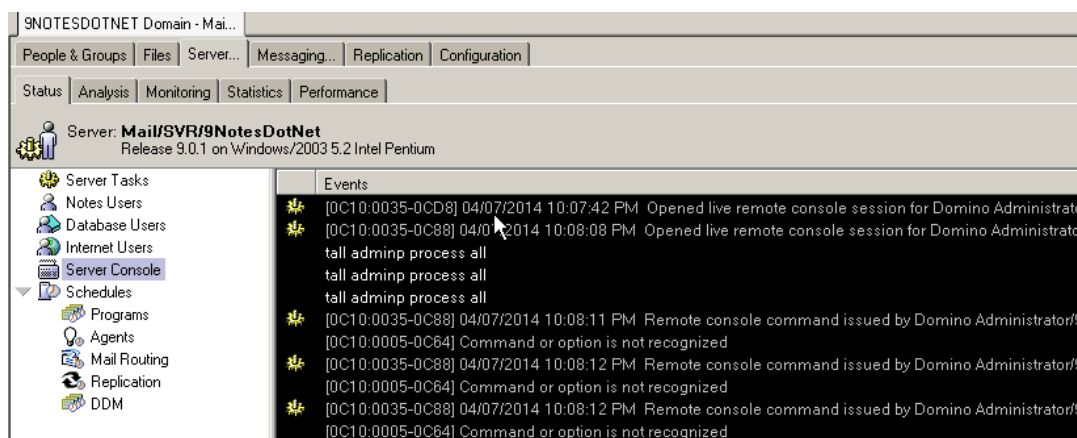 9NOTESDOTNET Domain - Mai...
People & Groups Files Server... Messaging... Replication Configuration
Status Analysis Monitoring Statistics Performance
Server: Mail/SVR/9NotesDotNet
Release 9.0.1 on Windows/2003 5.2 Intel Pentium
Server Tasks
Notes Users
Database Users
Internet Users
Server Console
Schedules
Programs
Agents
Mail Routing
Replication
DDM
Events
[0C10:0035-0CD8] 04/07/2014 10:07:42 PM Opened live remote console session for Domino Administrato
[0C10:0035-0C88] 04/07/2014 10:08:08 PM Opened live remote console session for Domino Administrato
tall adminp process all
tall adminp process all
tall adminp process all
[0C10:0035-0C88] 04/07/2014 10:08:11 PM Remote console command issued by Domino Administrator/
[0C10:0005-0C64] Command or option is not recognized
[0C10:0035-0C88] 04/07/2014 10:08:12 PM Remote console command issued by Domino Administrator/
[0C10:0005-0C64] Command or option is not recognized
[0C10:0035-0C88] 04/07/2014 10:08:12 PM Remote console command issued by Domino Administrator/
[0C10:0005-0C64] Command or option is not recognized